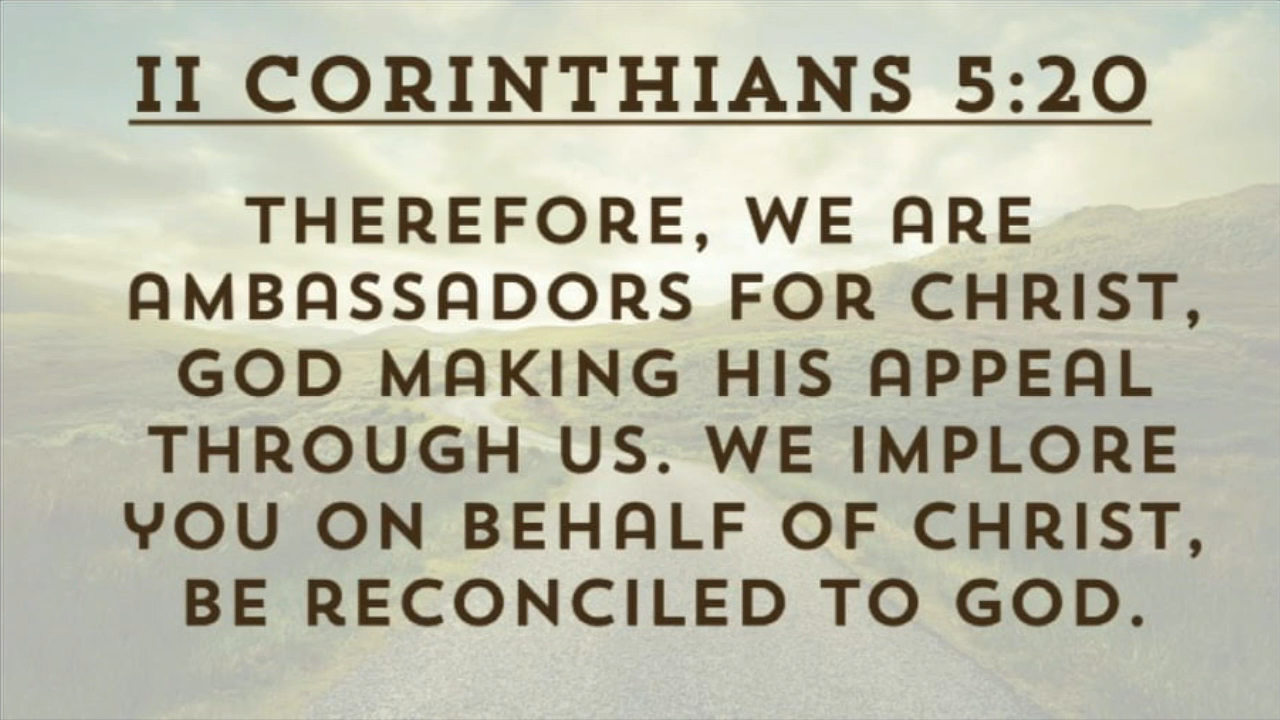 II CORINTHIANS 5:20
THEREFORE, WE ARE
AMBASSADORS FOR CHRIST,
GOD MAKING HIS APPEAL
THROUGH US. WE IMPLORE
YOU ON BEHALF OF CHRIST,
BE RECONCILED TO GOD.